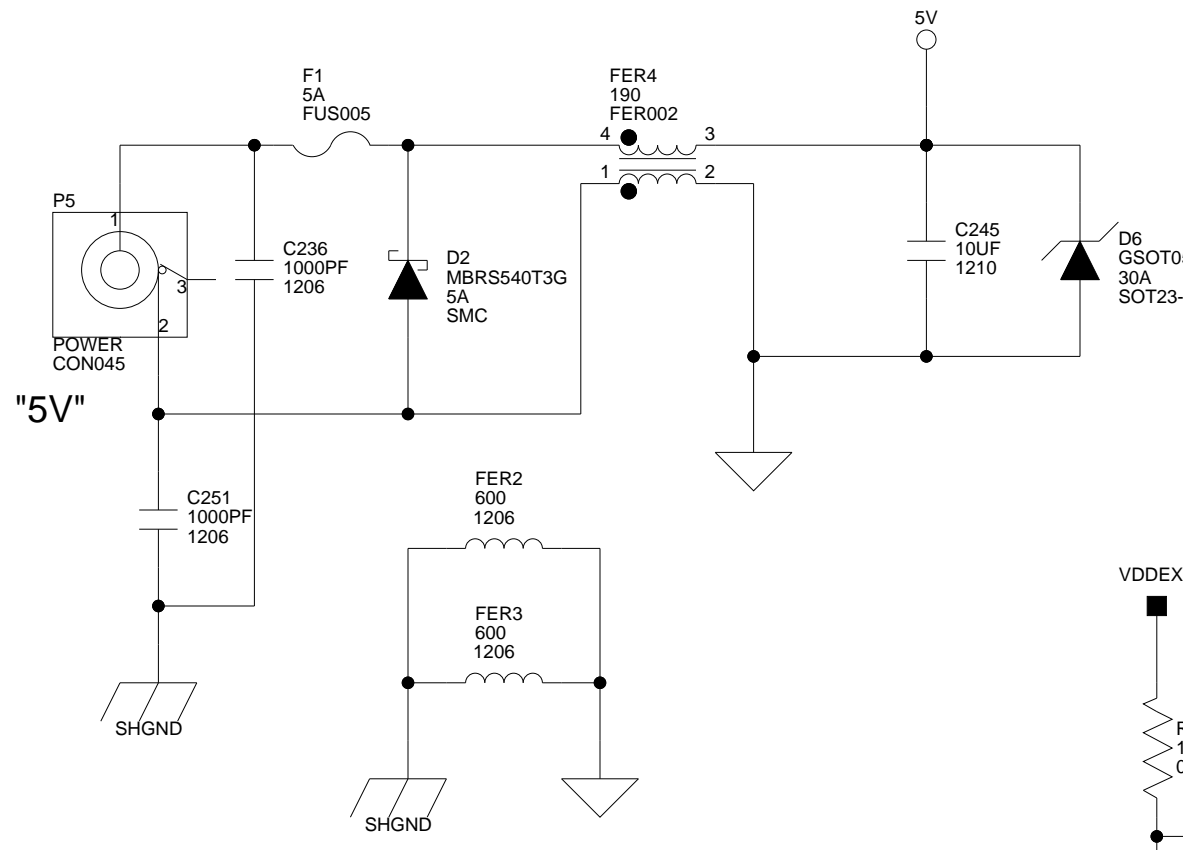 5V
F1
5A
FUS005
FER4
190
FER002
4
3
1
2
P5
1
3
2
POWER
CON045
"5V"
C236
1000PF
1206
D2
MBRS540T3G
5A
SMC
C245
10UF
1210
D6
30A
C251
1000PF
1206
SHGND
FER2
600
1206
FER3
600
1206
SHGND